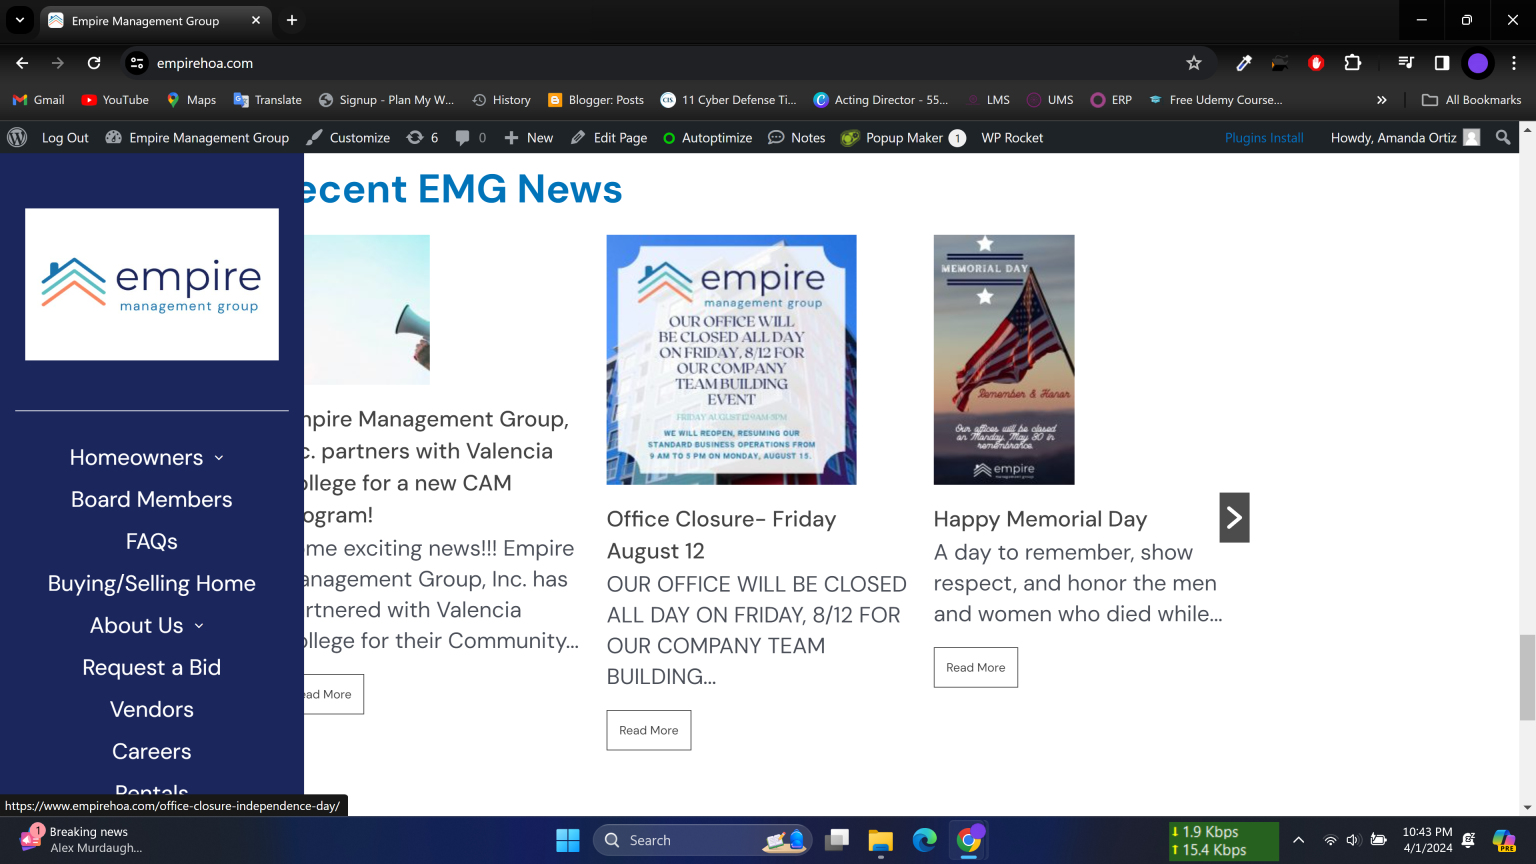 Empire Management Group
empirehoa.com
Gmail
YouTube
Maps
Translate
Signup - Plan My W...
History
Blogger: Posts
CIS
11 Cyber Defense Ti...
Acting Director - 55...
LMS
UMS
ERP
Free Udemy Course...
All Bookmarks
Log Out
Empire Management Group
Customize
6
0
New
Edit Page
Autoptimize
Notes
Popup Maker
1
WP Rocket
Plugins Install
Howdy, Amanda Ortiz
empire
management group
Homeowners
Board Members
FAQs
Buying/Selling Home
About Us
Request a Bid
Vendors
Careers
Rentals
https://www.empirehoa.com/office-closure-independence-day/
ecent EMG News
npire Management Group,
c. partners with Valencia
ollege for a new CAM
ogram!
me exciting news!!! Empire
anagement Group, Inc. has
rtnered with Valencia
ollege for their Community...
ead More
empire
management group
OUR OFFICE WILL
BE CLOSED ALL DAY
ON FRIDAY, 8/12 FOR
OUR COMPANY
TEAM BUILDING
EVENT
FRIDAY AUGUST 12 9AM-5PM
WE WILL REOPEN, RESUMING OUR
STANDARD BUSINESS OPERATIONS FROM
9 AM TO 5 PM ON MONDAY, AUGUST 15.
Office Closure- Friday
August 12
OUR OFFICE WILL BE CLOSED
ALL DAY ON FRIDAY, 8/12 FOR
OUR COMPANY TEAM
BUILDING...
Read More
MEMORIAL DAY
Remember & Honor
Our offices will be closed
on Monday, May 30 in
remembrance.
empire
management group
Happy Memorial Day
A day to remember, show
respect, and honor the men
and women who died while...
Read More
1
Breaking news
Alex Murdaugh...
Search
1.9 Kbps
15.4 Kbps
10:43 PM
4/1/2024
PRE